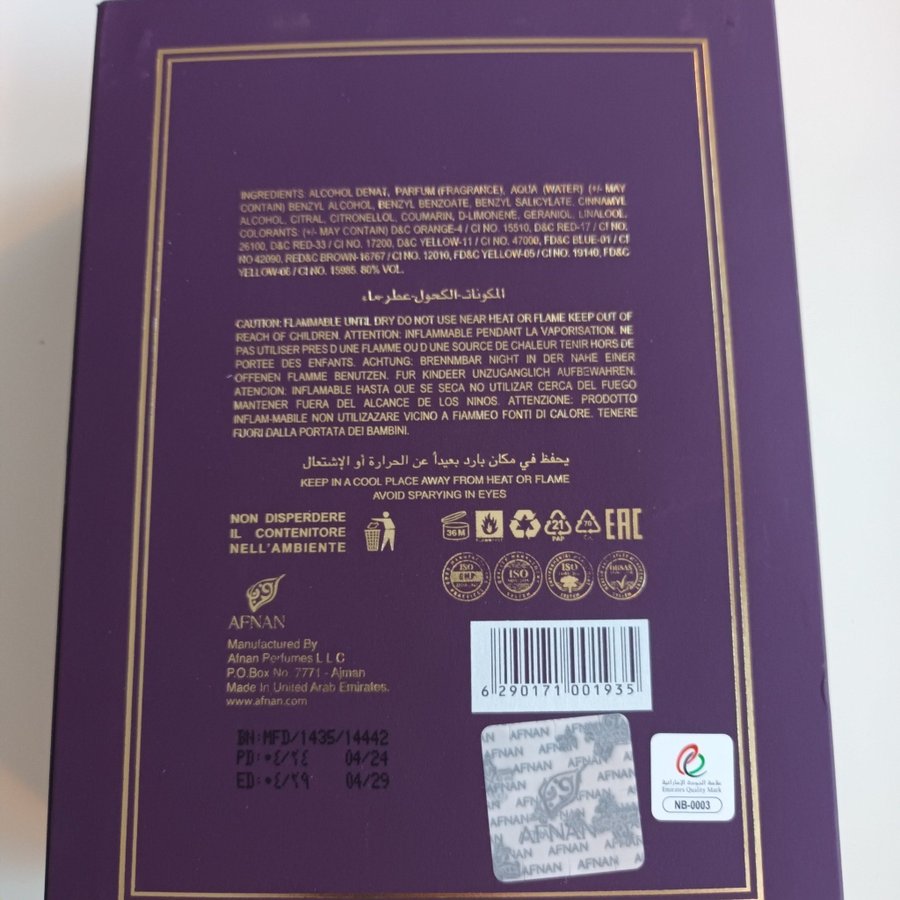 INGREDIENTS: ALCOHOL DENAT, PARFUM (FRAGRANCE), AQUA (WATER) (+/- MAY
CONTAIN) BENZYL ALCOHOL, BENZYL BENZOATE, BENZYL SALICYLATE, CINNAMYL
ALCOHOL, CITRAL, CITRONELLOL, COUMARIN, D-LIMONENE, GERANIOL, LINALOOL,
COLORANTS: (+/- MAY CONTAIN) D&C ORANGE-4 / CI NO. 15510, D&C RED-17 / CI NO.
26100, D&C RED-33 / CI NO. 17200, D&C YELLOW-11 / CI NO. 47000, FD&C BLUE-01 / CI
NO 42090, RED&C BROWN-16767 / CI NO. 12010, FD&C YELLOW-05 / CI NO. 19140, FD&C
YELLOW-06 / CI NO. 15985. 80% VOL.
المكونات-الكحول-عطر-ماء
CAUTION: FLAMMABLE UNTIL DRY DO NOT USE NEAR HEAT OR FLAME KEEP OUT OF
REACH OF CHILDREN. ATTENTION: INFLAMMABLE PENDANT LA VAPORISATION. NE
PAS UTILISER PRES D UNE FLAMME OU D UNE SOURCE DE CHALEUR TENIR HORS DE
PORTEE DES ENFANTS. ACHTUNG: BRENNMBAR NIGHT IN DER NAHE EINER
OFFENEN FLAMME BENUTZEN. FUR KINDEER UNZUGANGLICH AUFBEWAHREN.
ATENCION: INFLAMABLE HASTA QUE SE SECA NO UTILIZAR CERCA DEL FUEGO
MANTENER FUERA DEL ALCANCE DE LOS NINOS. ATTENZIONE: PRODOTTO
INFLAM-MABILE NON UTILIZAZARE VICINO A FIAMMEO FONTI DI CALORE. TENERE
FUORI DALLA PORTATA DEI BAMBINI.
يحفظ في مكان بارد بعيداً عن الحرارة أو الإشتعال
KEEP IN A COOL PLACE AWAY FROM HEAT OR FLAME
AVOID SPARYING IN EYES
NON DISPERDERE
IL CONTENITORE
NELL'AMBIENTE
36M 21 PAP 70 EAC
ISO GMP ISO ISO OHSAS
AFNAN
Manufactured By
Afnan Perfumes L L C
P.O.Box No. 7771 - Ajman
Made In United Arab Emirates.
www.afnan.com
6 290171 001935
BN:MFD/1435/14442
PD:٠٤/٢٤ 04/24
ED:٠٤/٢٩ 04/29
AFNAN
علامة الجودة الإماراتية
Emirates Quality Mark
NB-0003